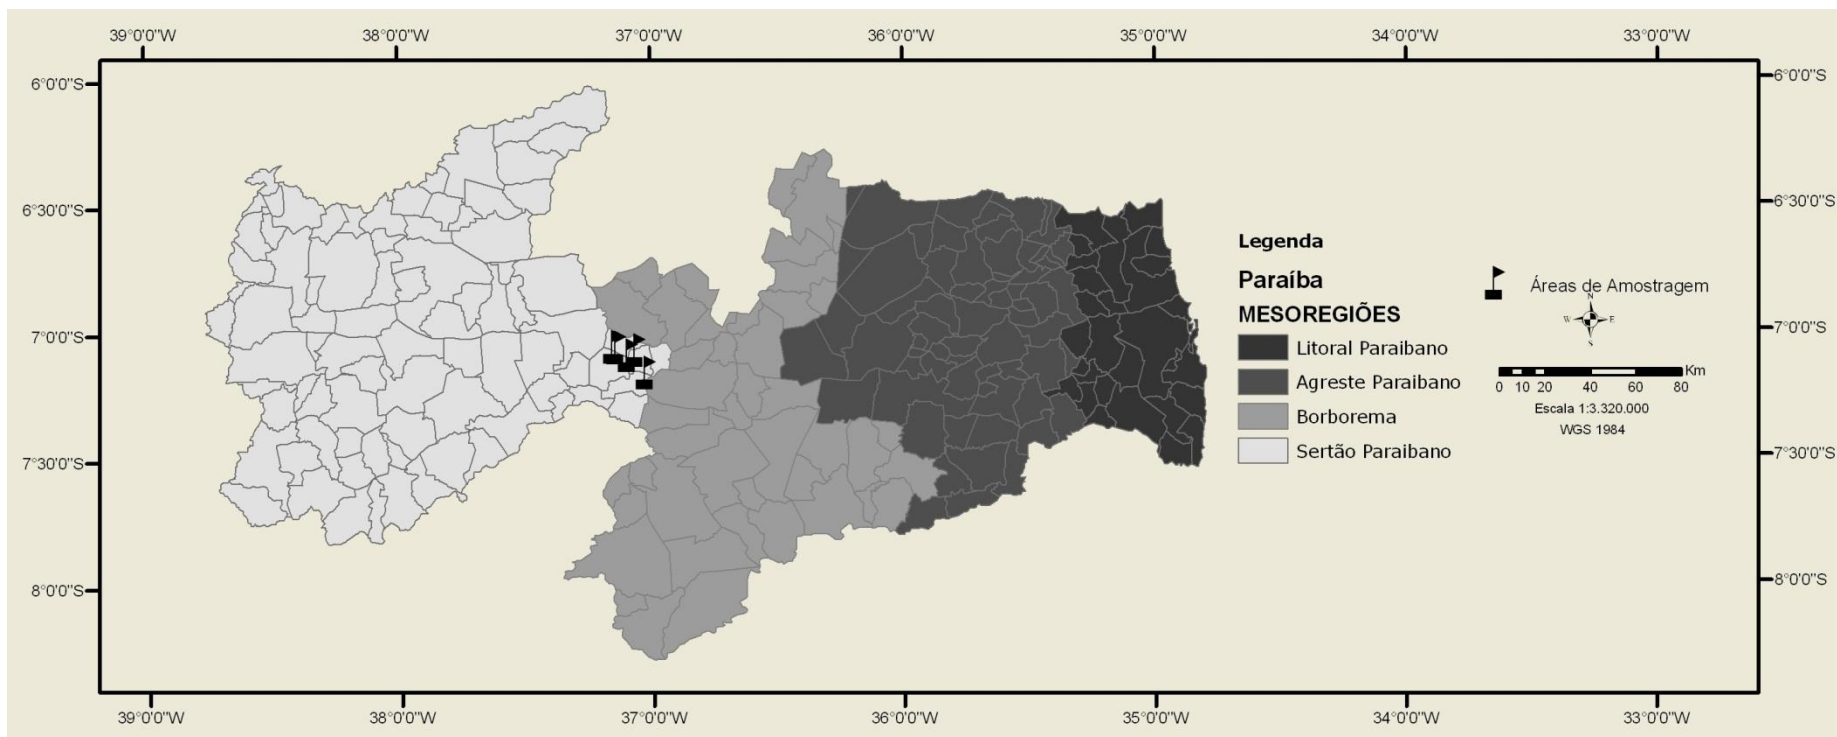 39°0'0"W 38°0'0"W 37°0'0"W 36°0'0"W 35°0'0"W 34°0'0"W 33°0'0"W
6°0'0"S 6°0'0"S
6°30'0"S 6°30'0"S
Legenda
Paraíba
Áreas de Amostragem
MESOREGIÕES
N
W E
S
7°0'0"S 7°0'0"S
Litoral Paraibano
Agreste Paraibano
Borborema
Sertão Paraibano
Km
0 10 20 40 60 80
Escala 1:3.320.000
WGS 1984
7°30'0"S 7°30'0"S
8°0'0"S 8°0'0"S
39°0'0"W 38°0'0"W 37°0'0"W 36°0'0"W 35°0'0"W 34°0'0"W 33°0'0"W